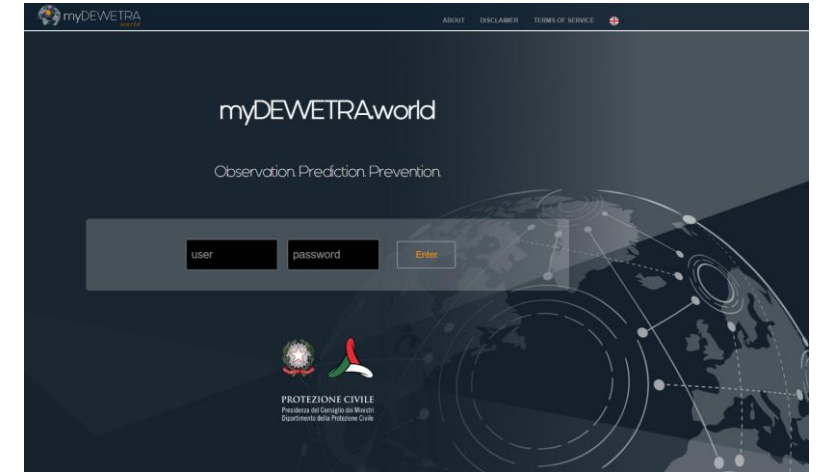 myDEWETRA
world
ABOUT DISCLAIMER TERMS OF SERVICE
myDEWETRA.world
Observation. Prediction. Prevention.
user password Enter
PROTEZIONE CIVILE
Presidenza del Consiglio dei Ministri
Dipartimento della Protezione Civile